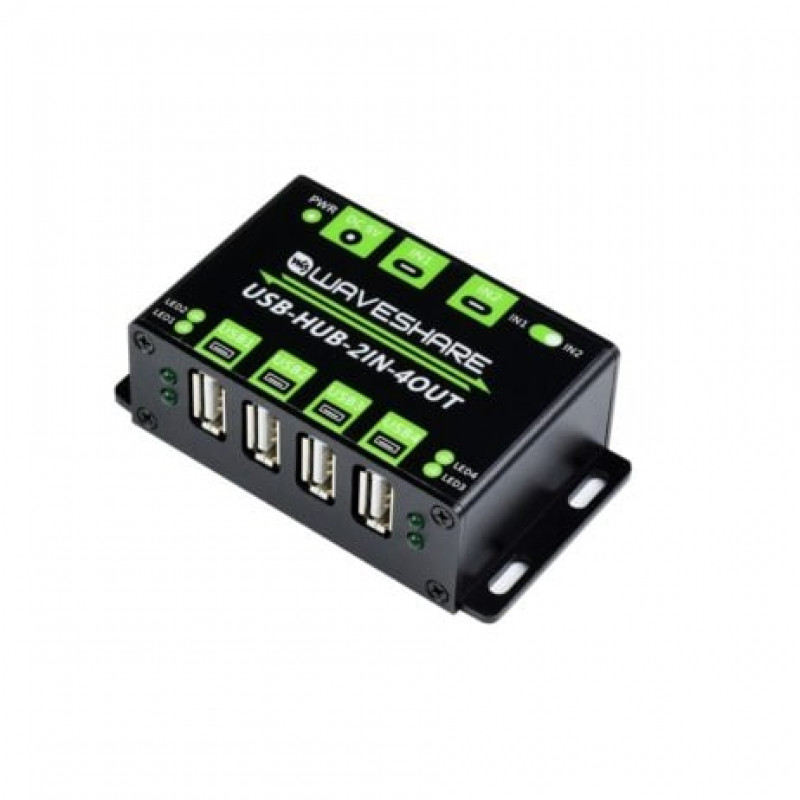 PWR
DC 5V
IN1
IN2
IN1
IN2
WAVESHARE
USB-HUB-2IN-4OUT
LED2
LED1
USB1
USB2
USB3
USB4
LED4
LED3